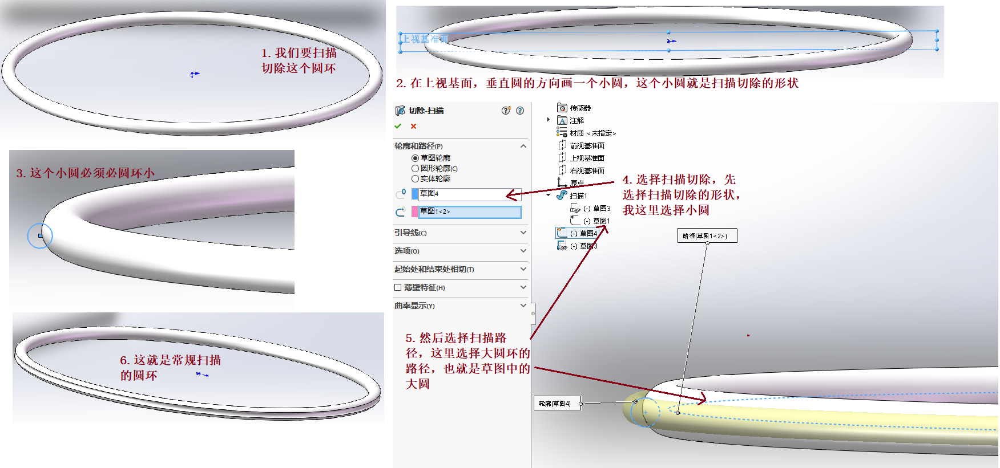 1. 我们要扫描
切除这个圆环
上视基准面
2. 在上视基面，垂直圆的方向画一个小圆，这个小圆就是扫描切除的形状
3. 这个小圆必须必圆环小
切除-扫描
轮廓和路径(P)
草图轮廓
圆形轮廓(C)
实体轮廓
草图4
草图1<2>
引导线(C)
选项(O)
起始处和结束处相切(T)
薄壁特征(H)
曲率显示(Y)
传感器
注解
材质 <未指定>
前视基准面
上视基准面
右视基准面
原点
扫描1
(-) 草图3
(-) 草图1
(-) 草图4
(-) 草图3
4. 选择扫描切除，先
选择扫描切除的形状，
我这里选择小圆
路径(草图1<2>)
5. 然后选择扫描路
径，这里选择大圆环的
路径，也就是草图中的
大圆
轮廓(草图4)
6. 这就是常规扫描
的圆环